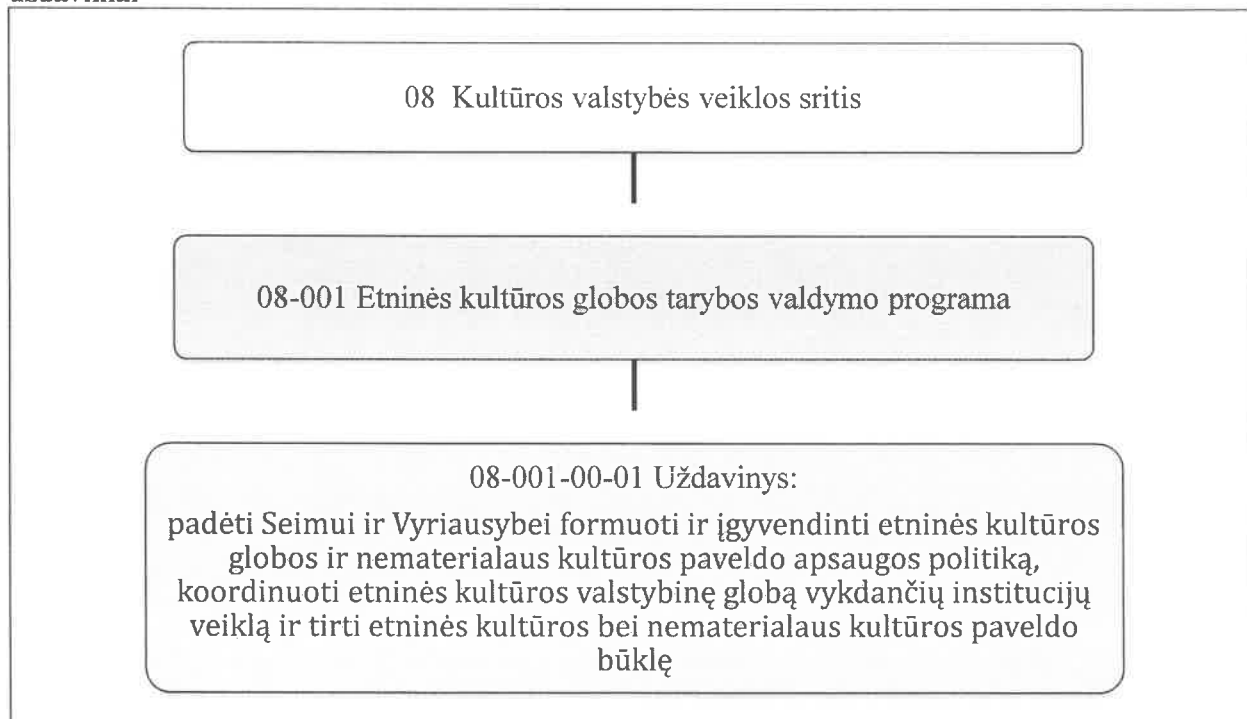 08 Kultūros valstybės veiklos sritis
08-001 Etninės kultūros globos tarybos valdymo programa
08-001-00-01 Uždavinys:
padėti Seimui ir Vyriausybei formuoti ir įgyvendinti etninės kultūros
globos ir nematerialaus kultūros paveldo apsaugos politiką,
koordinuoti etninės kultūros valstybinę globą vykdančių institucijų
veiklą ir tirti etninės kultūros bei nematerialaus kultūros paveldo
būklę